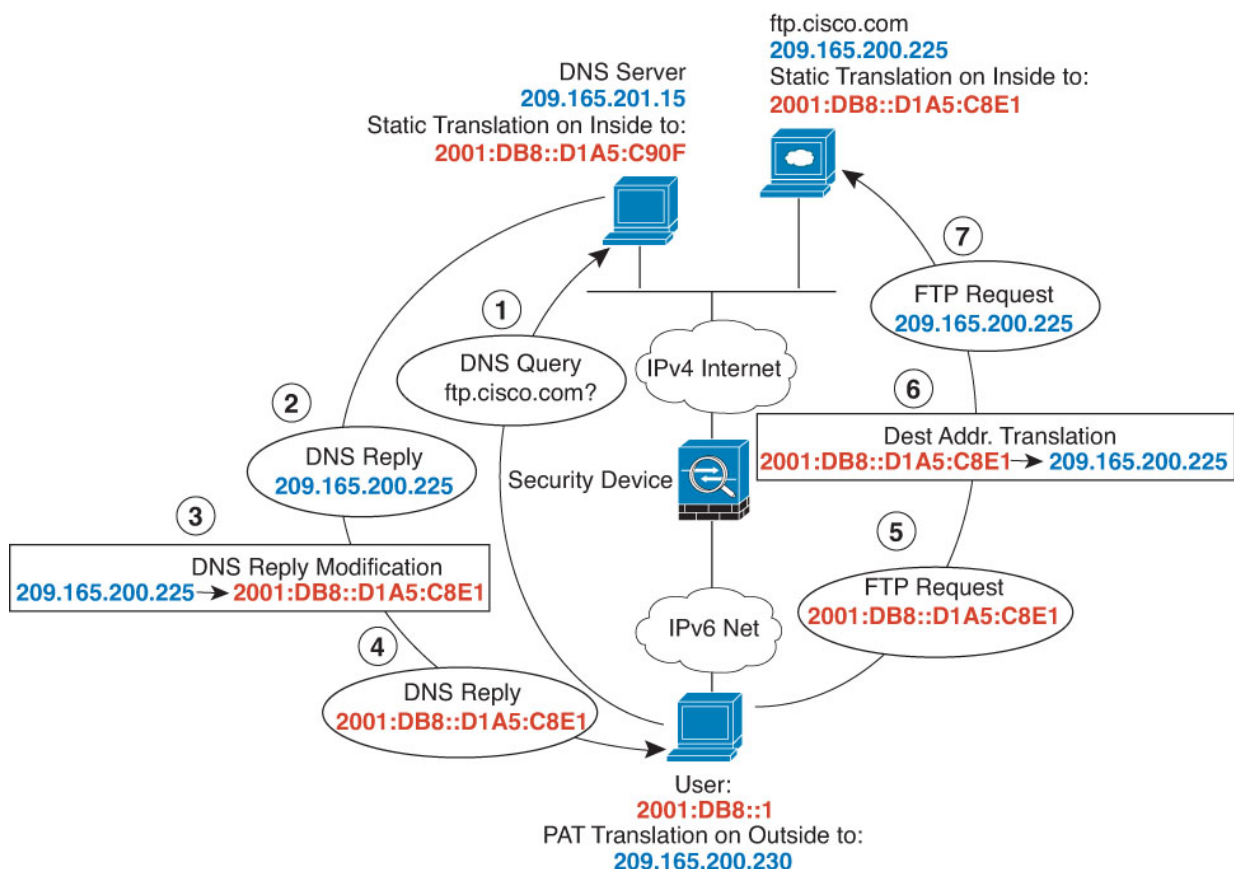 ftp.cisco.com
209.165.200.225
Static Translation on Inside to:
2001:DB8::D1A5:C8E1
DNS Server
209.165.201.15
Static Translation on Inside to:
2001:DB8::D1A5:C90F
7
FTP Request
209.165.200.225
1
DNS Query
ftp.cisco.com?
IPv4 Internet
2
DNS Reply
209.165.200.225
6
Dest Addr. Translation
2001:DB8::D1A5:C8E1 → 209.165.200.225
Security Device
3
DNS Reply Modification
209.165.200.225 → 2001:DB8::D1A5:C8E1
5
FTP Request
2001:DB8::D1A5:C8E1
IPv6 Net
4
DNS Reply
2001:DB8::D1A5:C8E1
User:
2001:DB8::1
PAT Translation on Outside to:
209.165.200.230